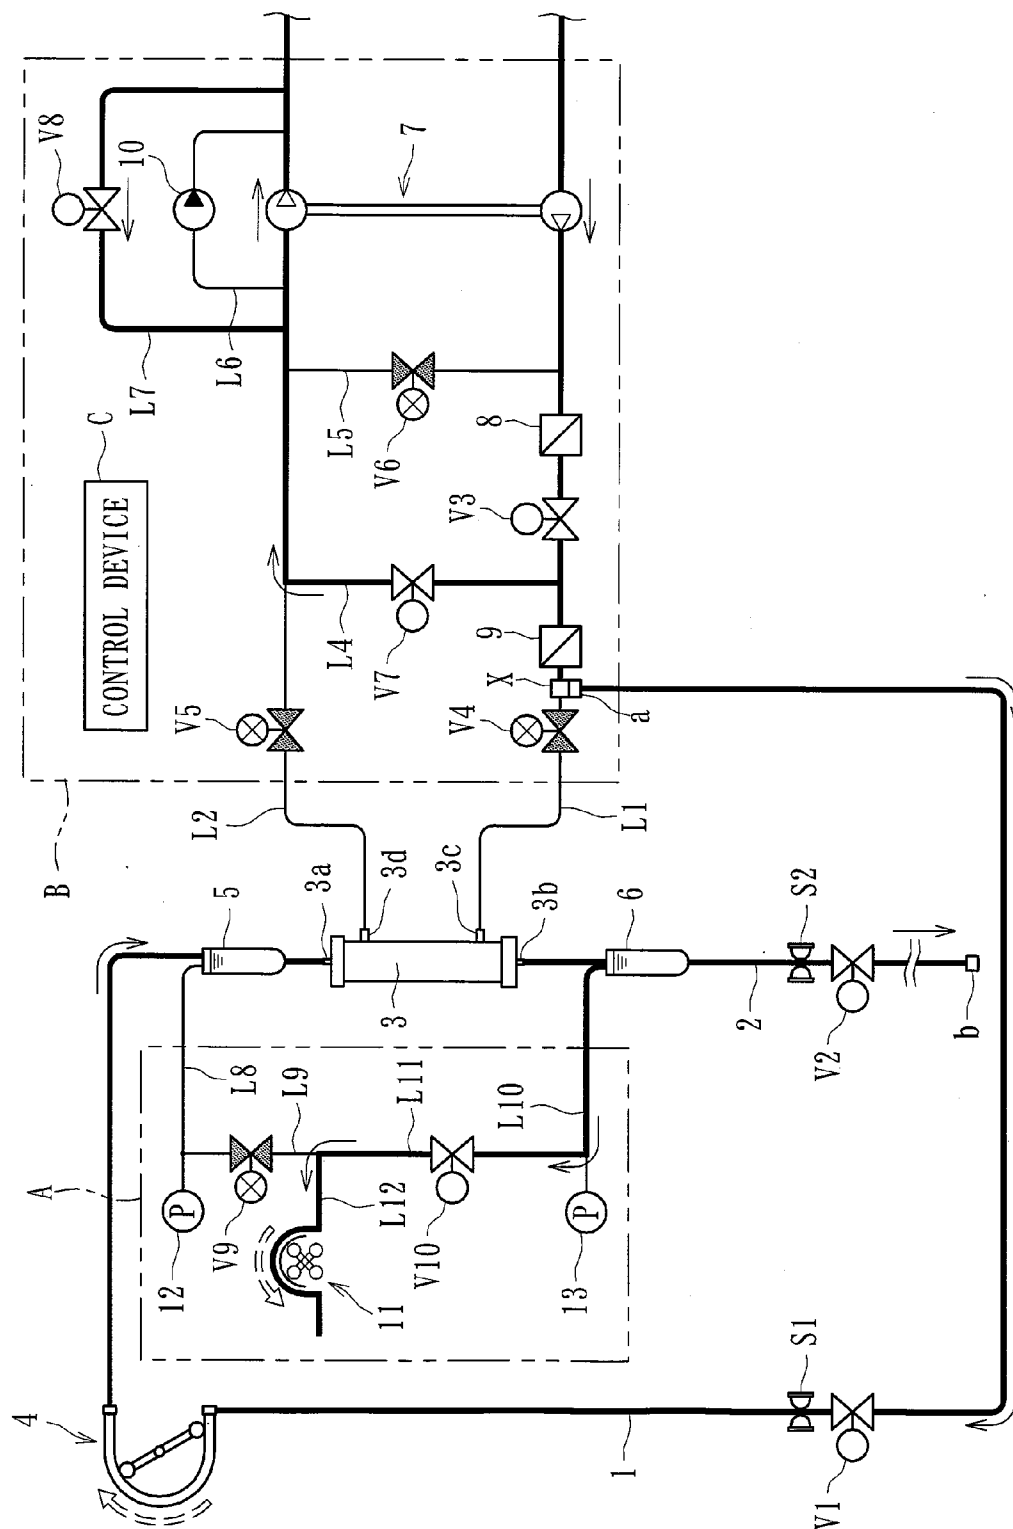 V8
10
7
L7
L6
C
CONTROL DEVICE
L5
V6
8
V3
L4
V7
9
X
a
V5
V4
B
L2
L1
5
3a
3d
3c
3b
6
S2
3
2
V2
b
A
L8
L9
L11
L10
P
12
V9
L12
V10
P
13
11
4
1
S1
V1